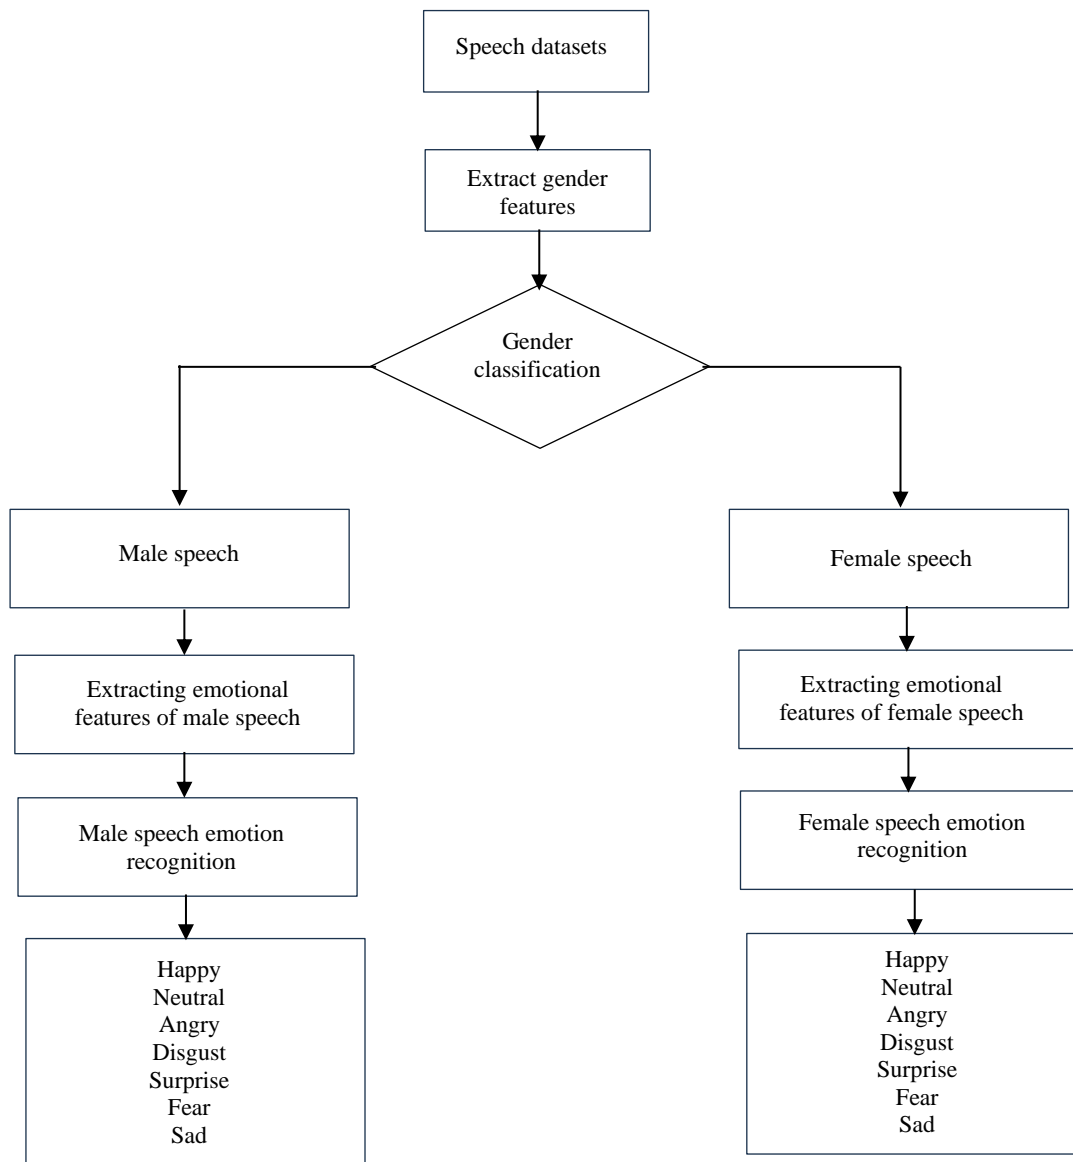 Speech datasets
Extract gender
features
Gender
classification
Male speech
Female speech
Extracting emotional
features of male speech
Extracting emotional
features of female speech
Male speech emotion
recognition
Female speech emotion
recognition
Happy
Neutral
Angry
Disgust
Surprise
Fear
Sad
Happy
Neutral
Angry
Disgust
Surprise
Fear
Sad